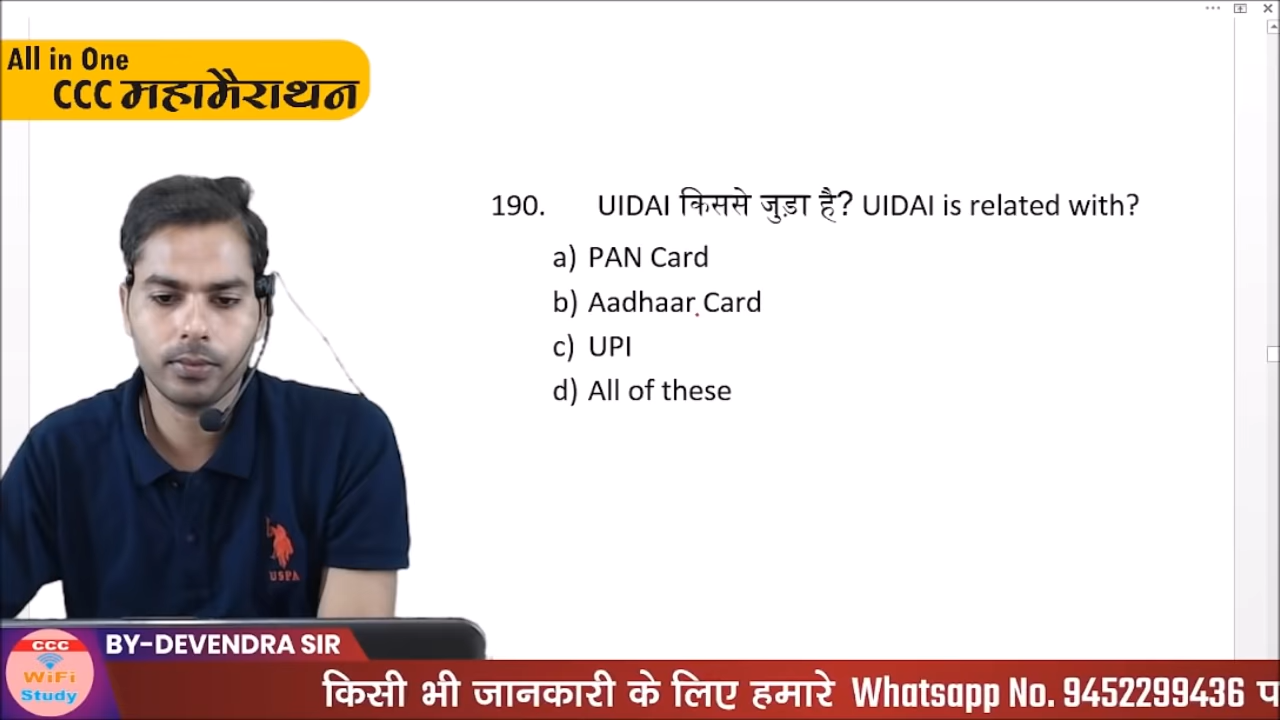 All in One
CCC महामैराथन
190. UIDAI किससे जुड़ा है? UIDAI is related with?
a) PAN Card
b) Aadhaar Card
c) UPI
d) All of these
USPA
CCC
WiFi
Study
BY-DEVENDRA SIR
किसी भी जानकारी के लिए हमारे Whatsapp No. 9452299436 प